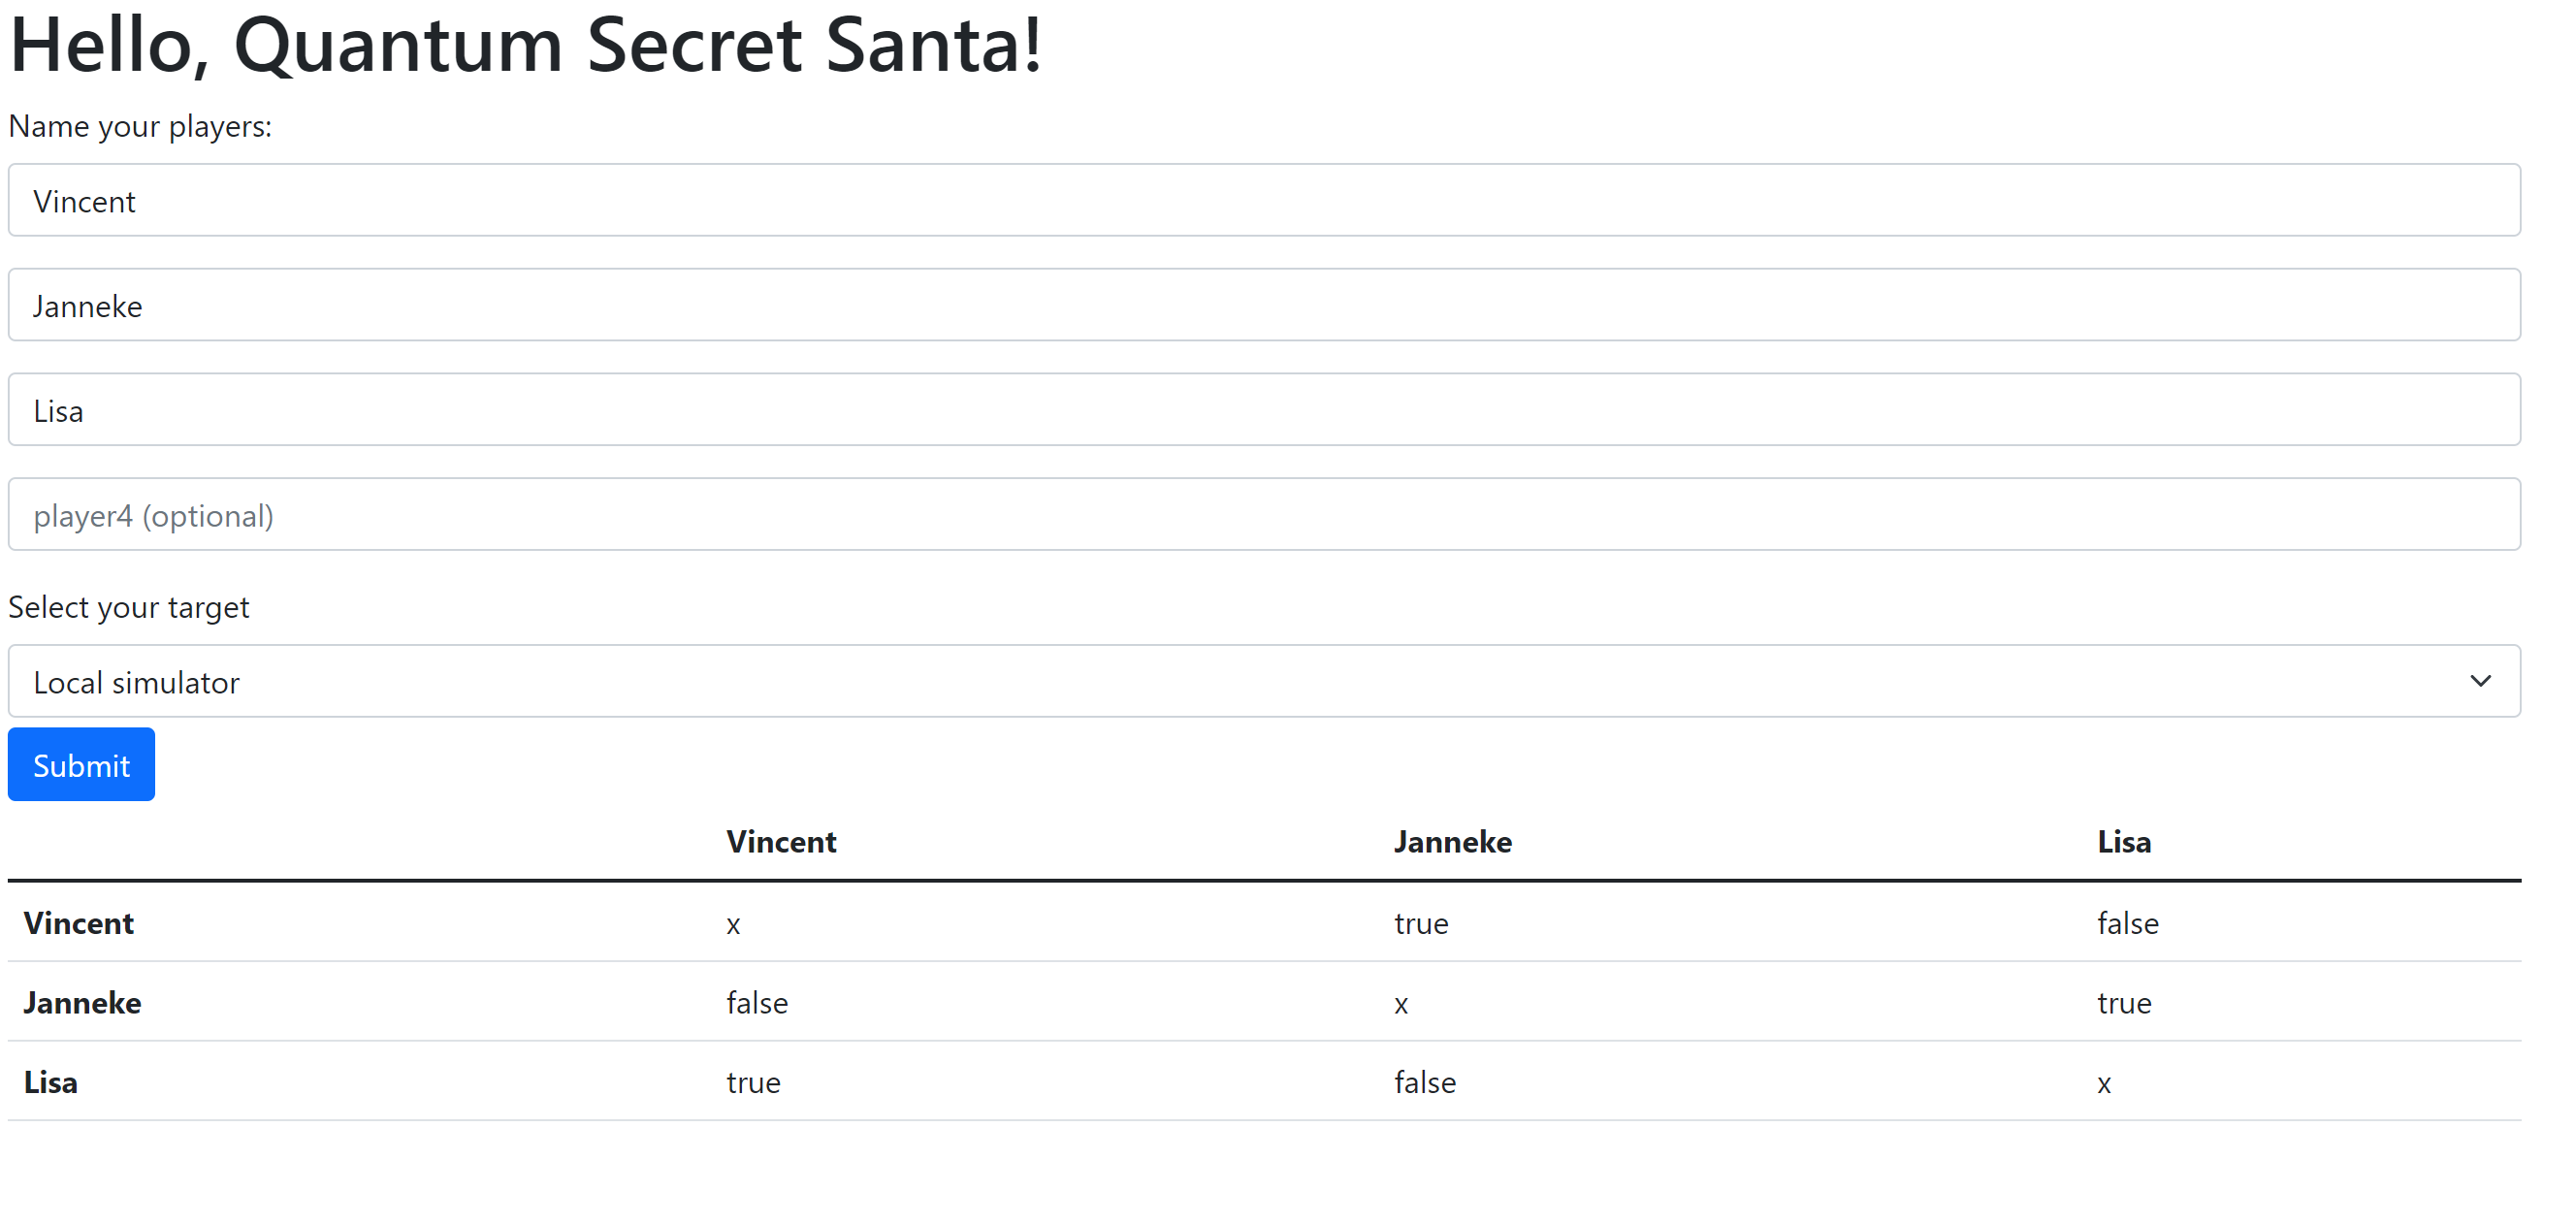 Hello, Quantum Secret Santa!
Name your players:
Vincent
Janneke
Lisa
player4 (optional)
Select your target
Local simulator
Submit
Vincent Janneke Lisa
Vincent x true false
Janneke false x true
Lisa true false x